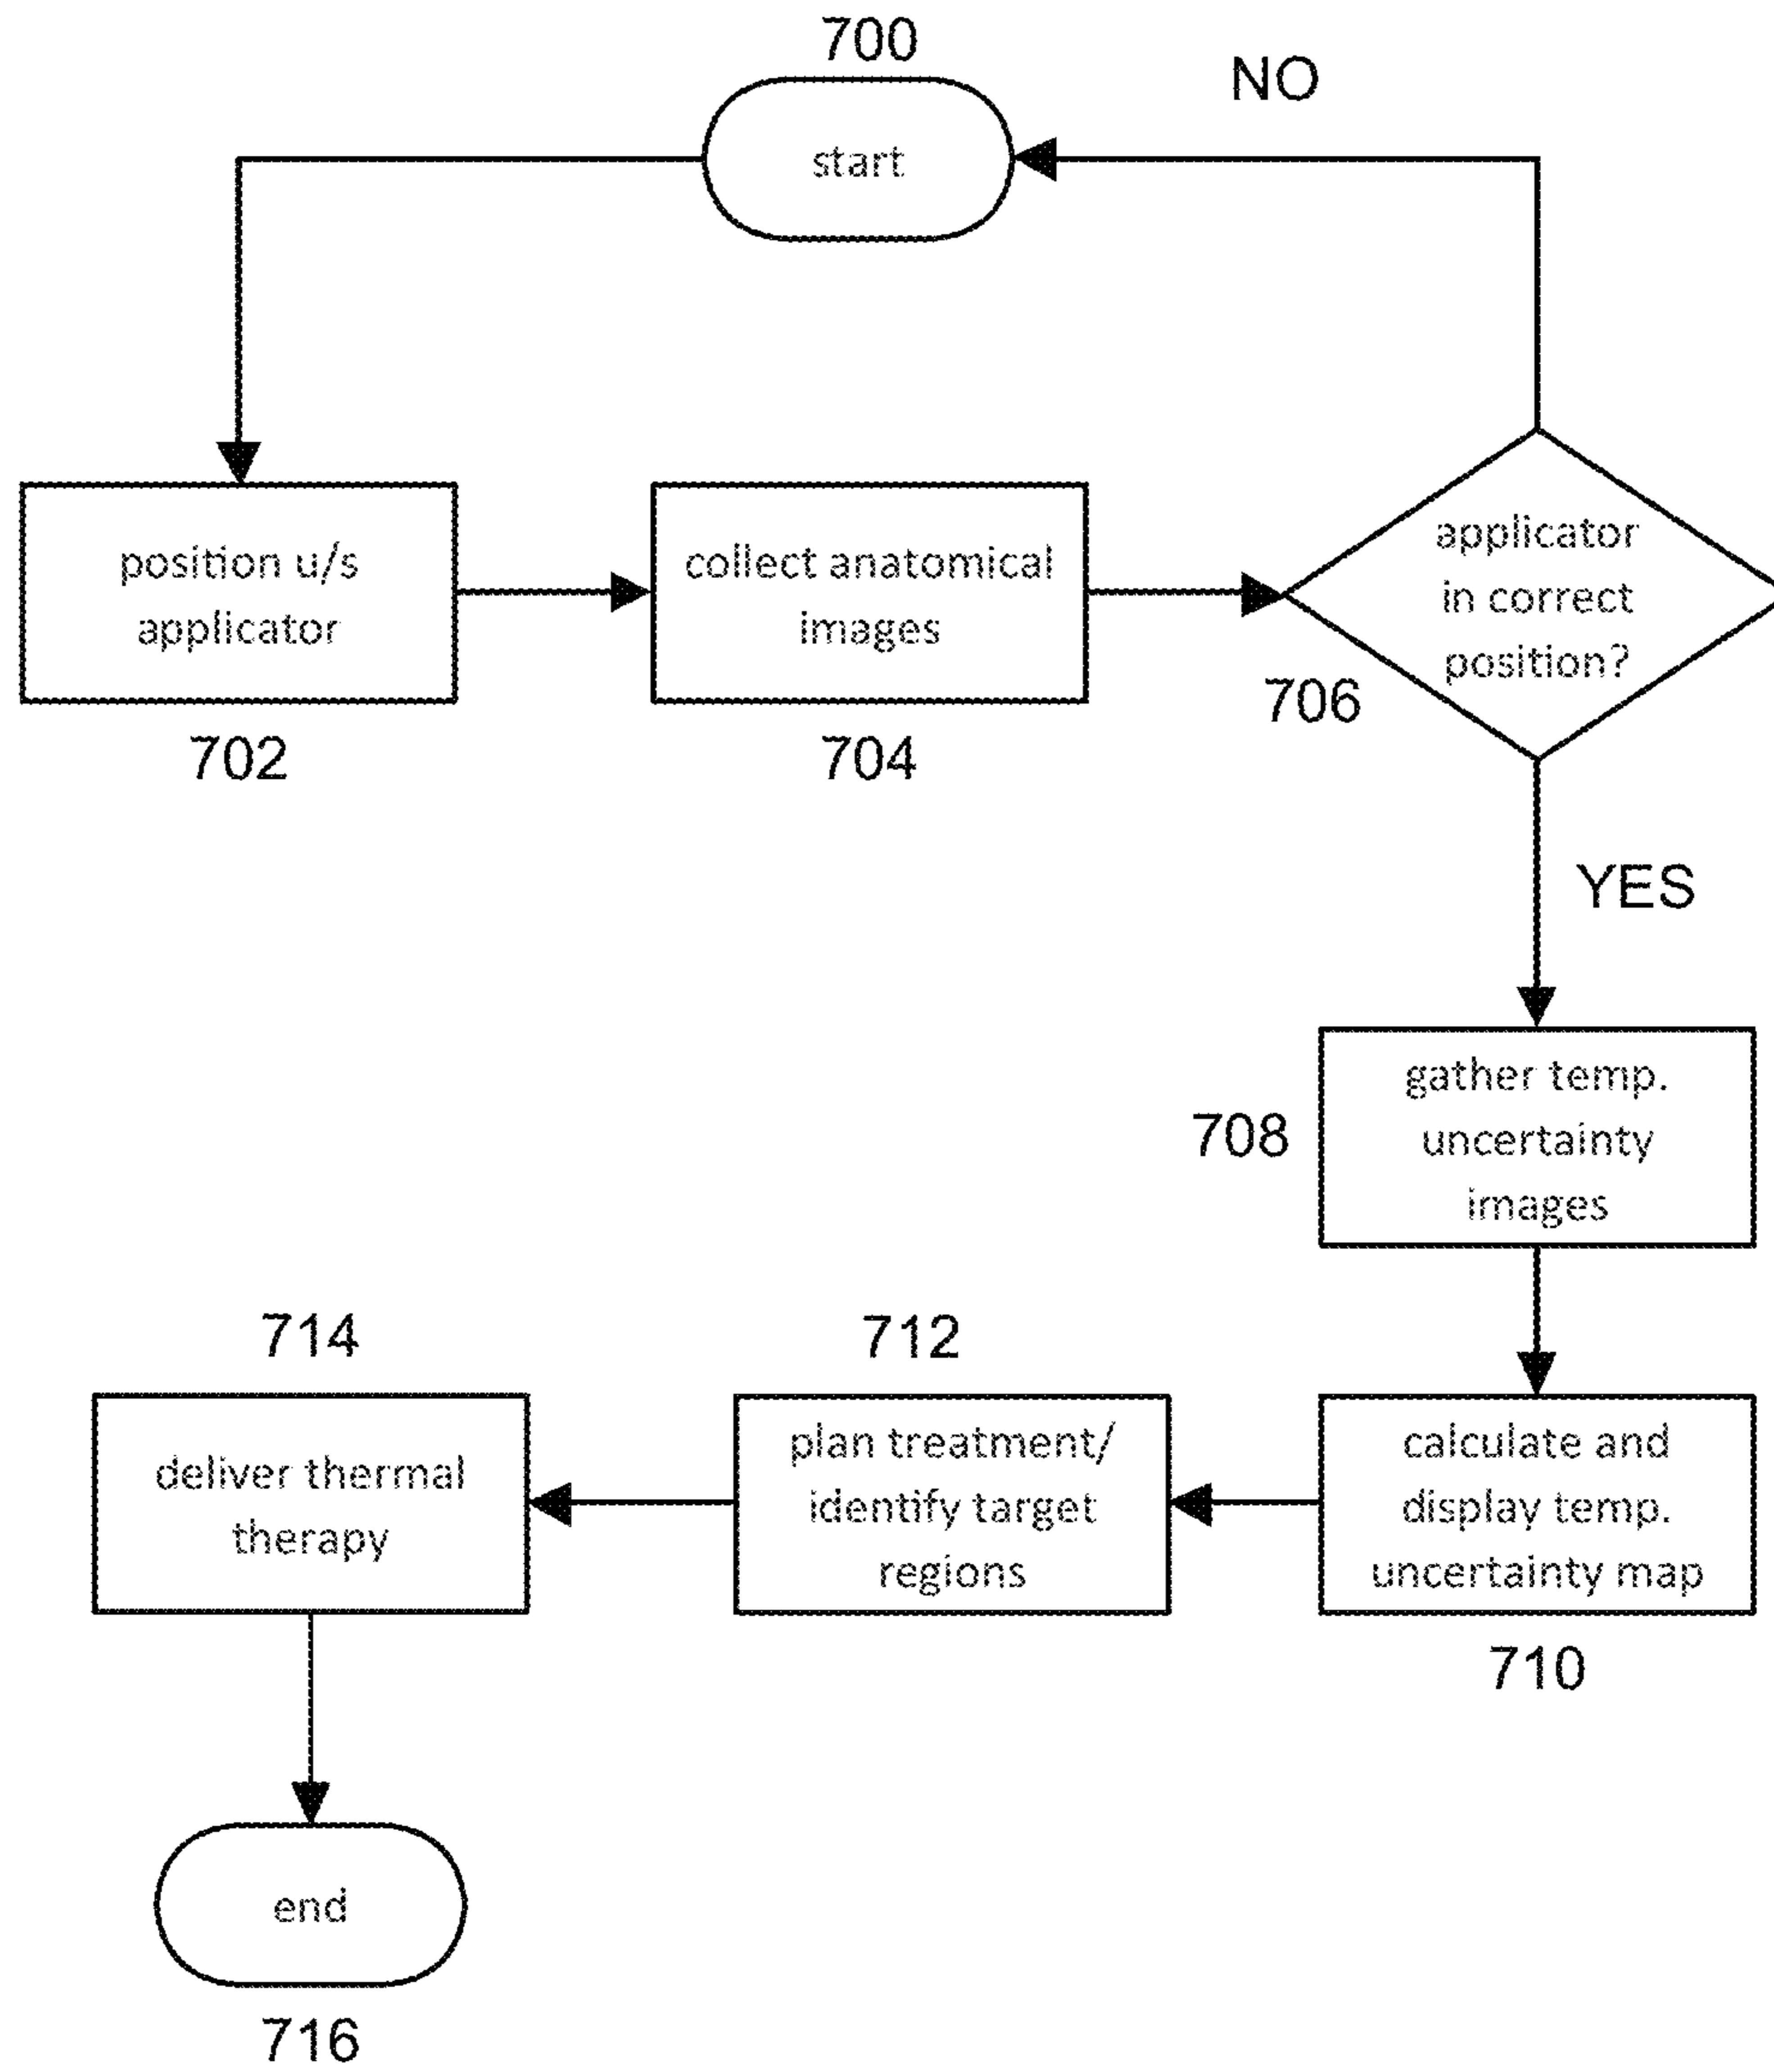 700
NO
start
position u/s
applicator
702
collect anatomical
images
704
applicator
in correct
position?
706
YES
gather temp.
uncertainty
images
708
calculate and
display temp.
uncertainty map
710
712
plan treatment/
identify target
regions
714
deliver thermal
therapy
end
716